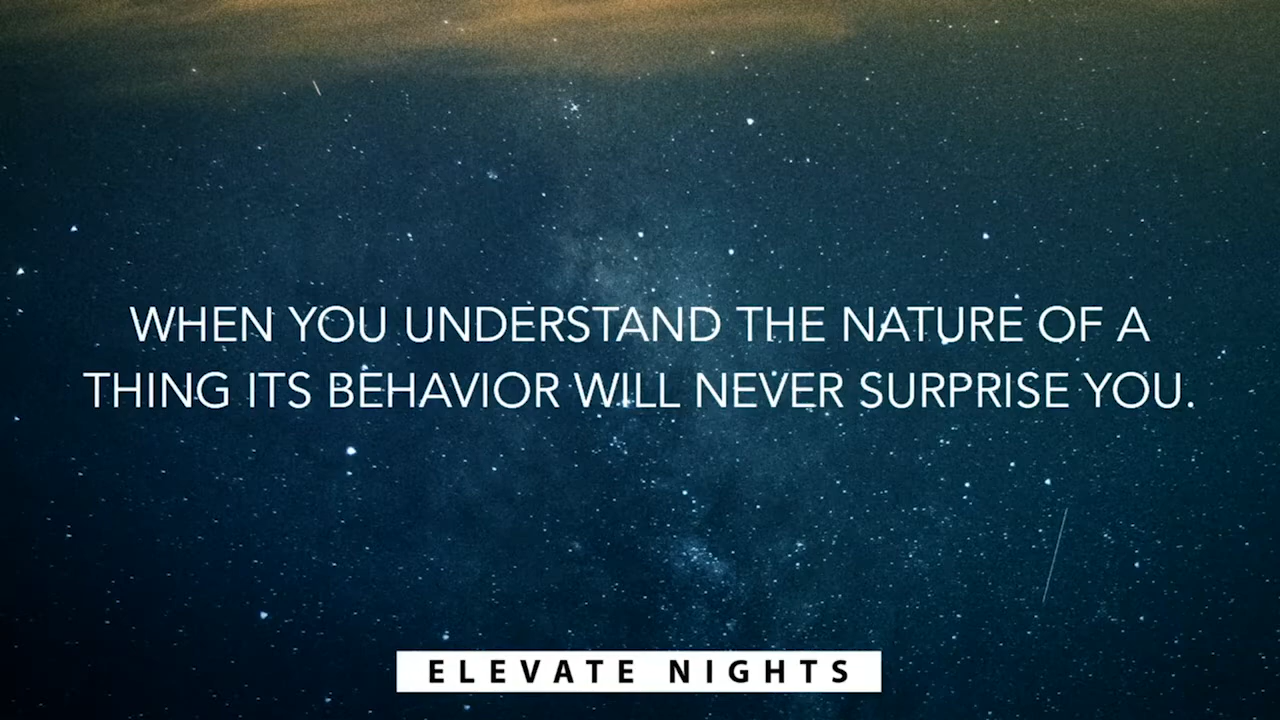 WHEN YOU UNDERSTAND THE NATURE OF A
THING ITS BEHAVIOR WILL NEVER SURPRISE YOU.
ELEVATE NIGHTS